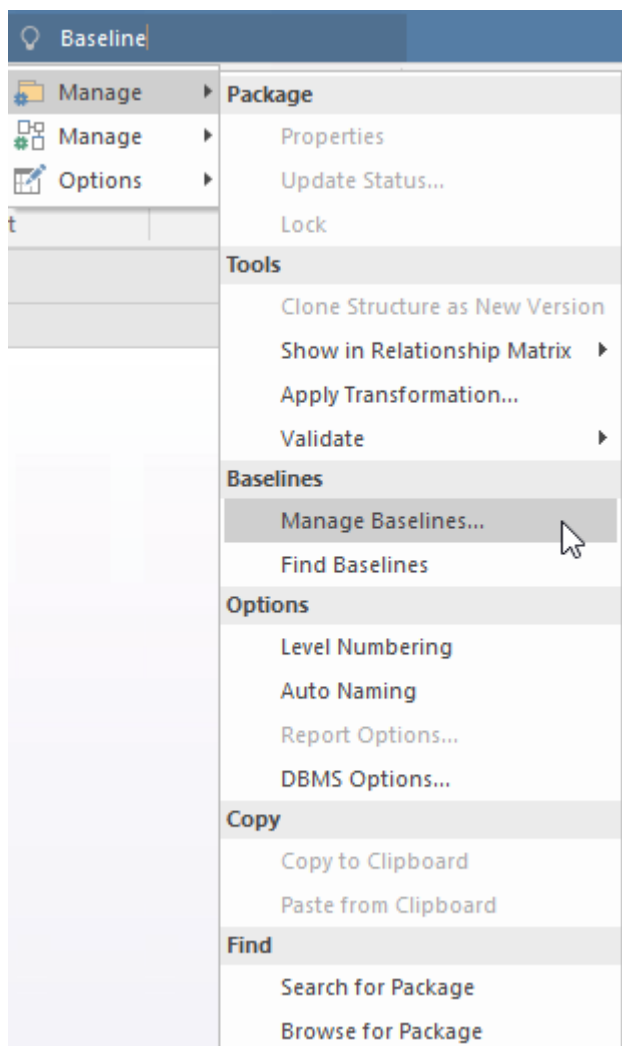 Baseline
Manage
Manage
Options
t
Package
Properties
Update Status...
Lock
Tools
Clone Structure as New Version
Show in Relationship Matrix
Apply Transformation...
Validate
Baselines
Manage Baselines...
Find Baselines
Options
Level Numbering
Auto Naming
Report Options...
DBMS Options...
Copy
Copy to Clipboard
Paste from Clipboard
Find
Search for Package
Browse for Package